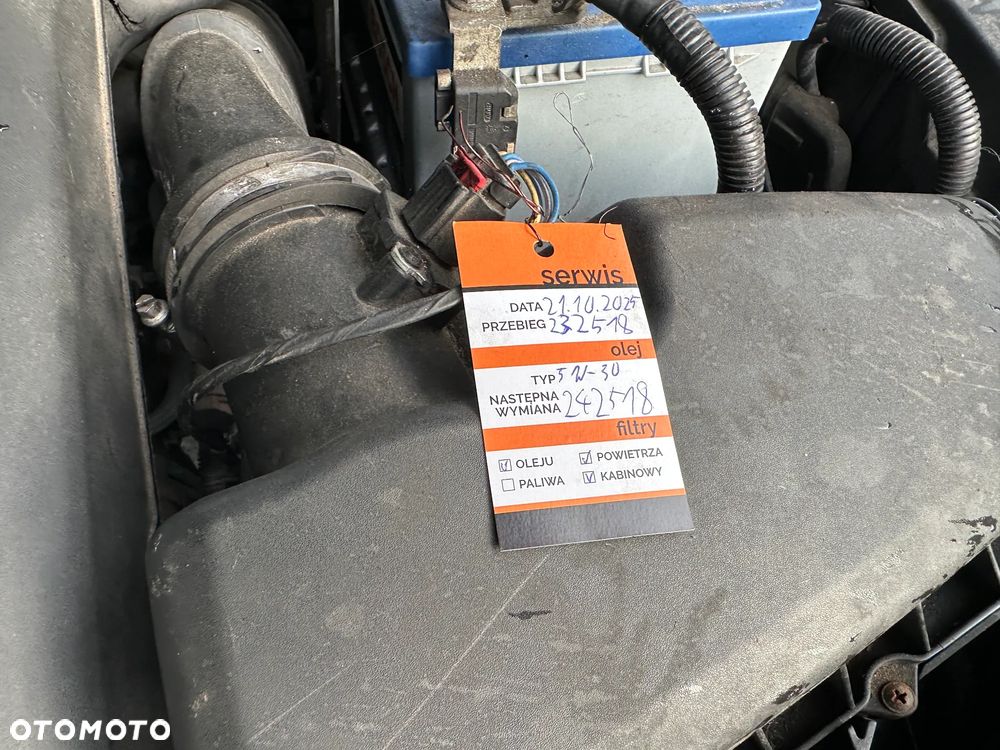 serwis
DATA 21.10.2025
PRZEBIEG 232518
olej
TYP 5W-30
NASTĘPNA
WYMIANA 242518
filtry
OLEJU POWIETRZA
PALIWA KABINOWY
OTOMOTO